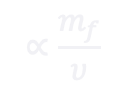 ∝ m_f / v